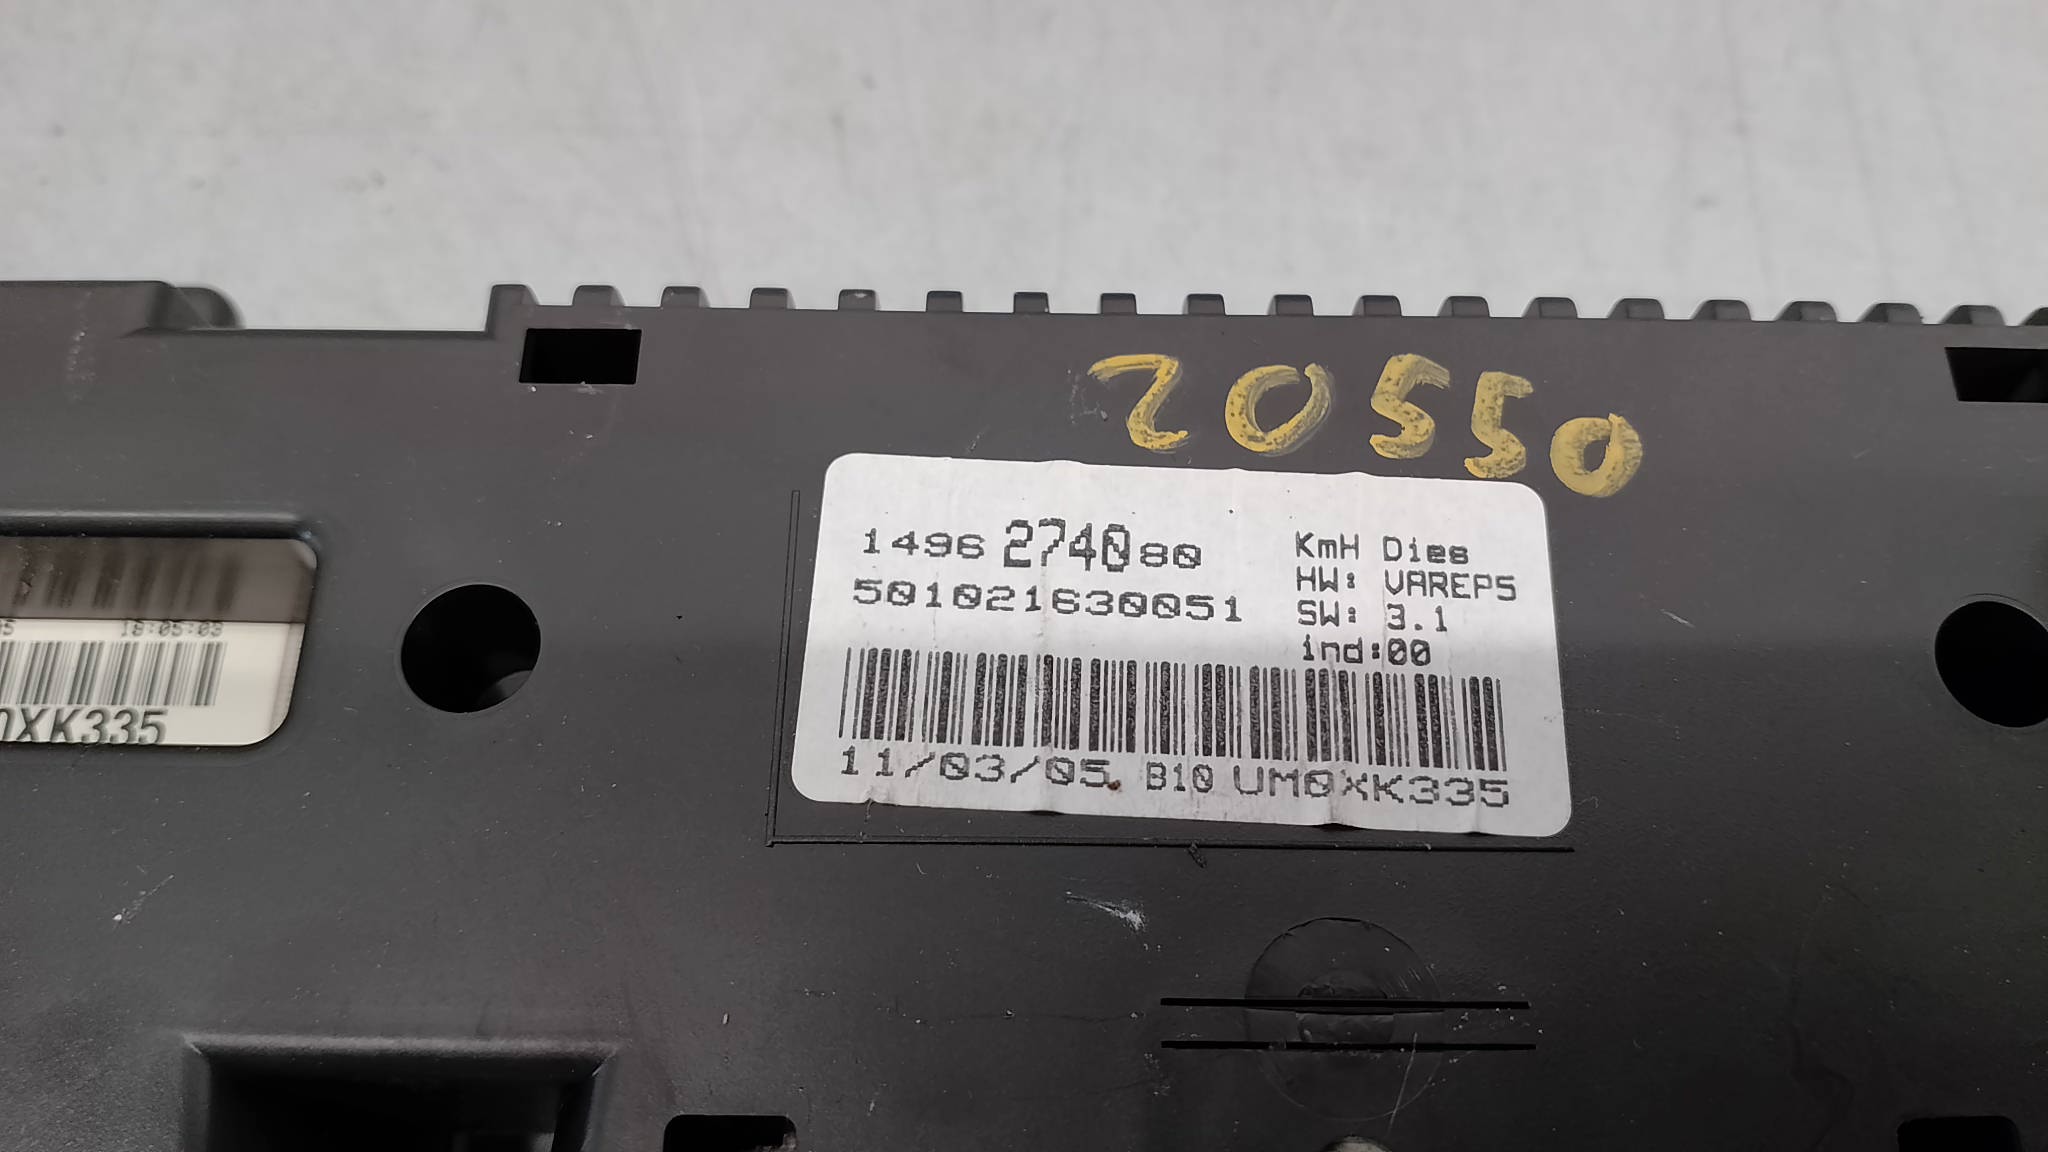 20550
1496 2740 80
501021630051
KmH Dies
HW: VAREP5
SW: 3.1
ind:00
11/03/05 B10 UM0XK335
18:05:03
0XK335